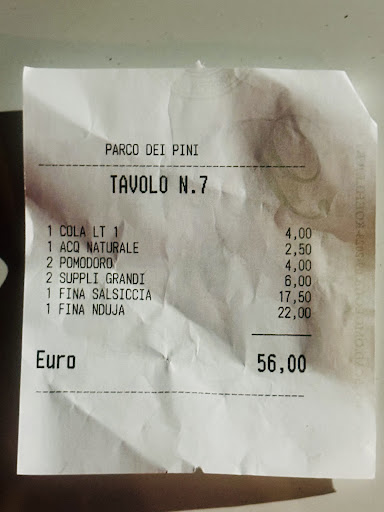 PARCO DEI PINI
TAVOLO N.7
1 COLA LT 1 4,00
1 ACQ NATURALE 2,50
2 POMODORO 4,00
2 SUPPLI GRANDI 6,00
1 FINA SALSICCIA 17,50
1 FINA NDUJA 22,00
Euro 56,00